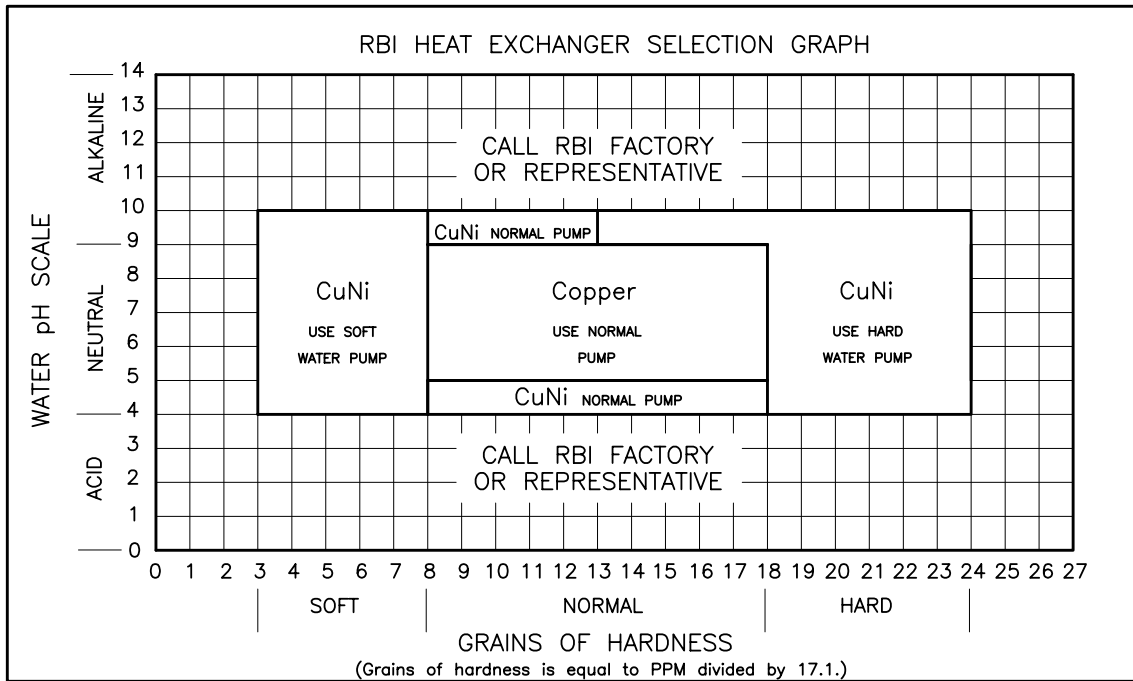 RBI HEAT EXCHANGER SELECTION GRAPH
WATER pH SCALE
ALKALINE
NEUTRAL
ACID
14
13
12
11
10
9
8
7
6
5
4
3
2
1
0
CALL RBI FACTORY
OR REPRESENTATIVE
CuNi NORMAL PUMP
CuNi
USE SOFT
WATER PUMP
Copper
USE NORMAL
PUMP
CuNi
USE HARD
WATER PUMP
CuNi NORMAL PUMP
CALL RBI FACTORY
OR REPRESENTATIVE
0 1 2 3 4 5 6 7 8 9 10 11 12 13 14 15 16 17 18 19 20 21 22 23 24 25 26 27
SOFT NORMAL HARD
GRAINS OF HARDNESS
(Grains of hardness is equal to PPM divided by 17.1.)